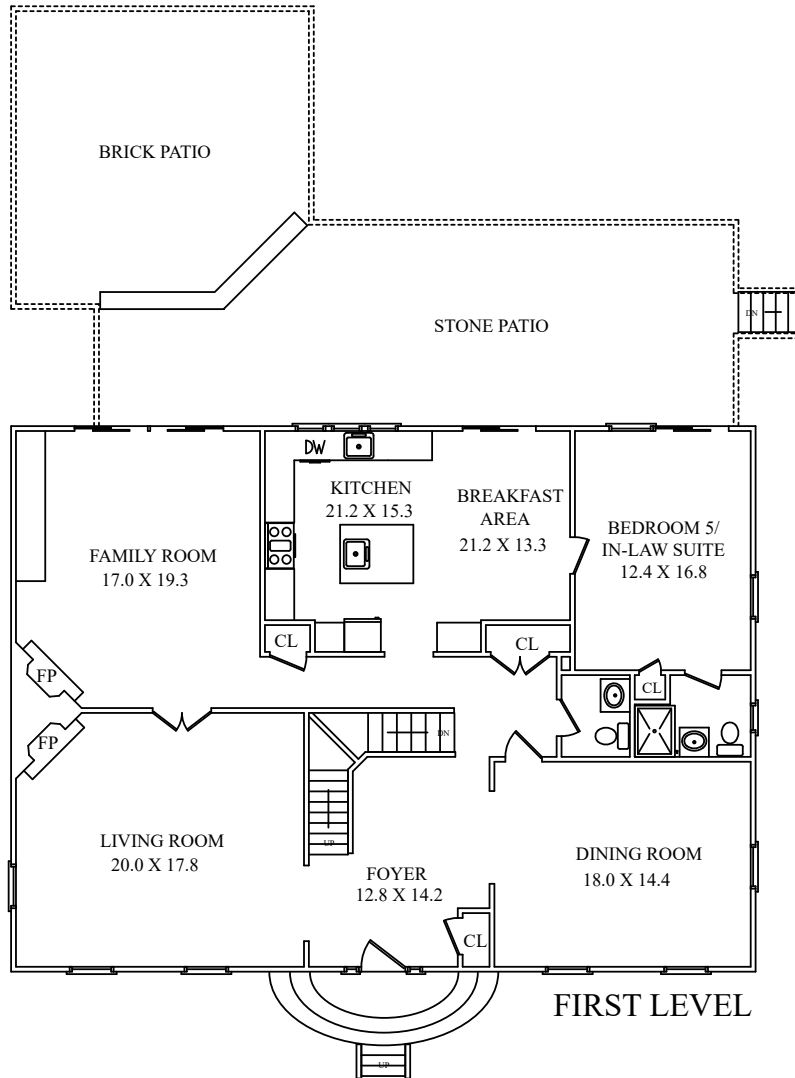 BRICK PATIO
STONE PATIO
DN
DW
KITCHEN
21.2 X 15.3
BREAKFAST
AREA
21.2 X 13.3
BEDROOM 5/
IN-LAW SUITE
12.4 X 16.8
FAMILY ROOM
17.0 X 19.3
CL
CL
FP
CL
FP
DN
UP
LIVING ROOM
20.0 X 17.8
FOYER
12.8 X 14.2
DINING ROOM
18.0 X 14.4
CL
FIRST LEVEL
UP